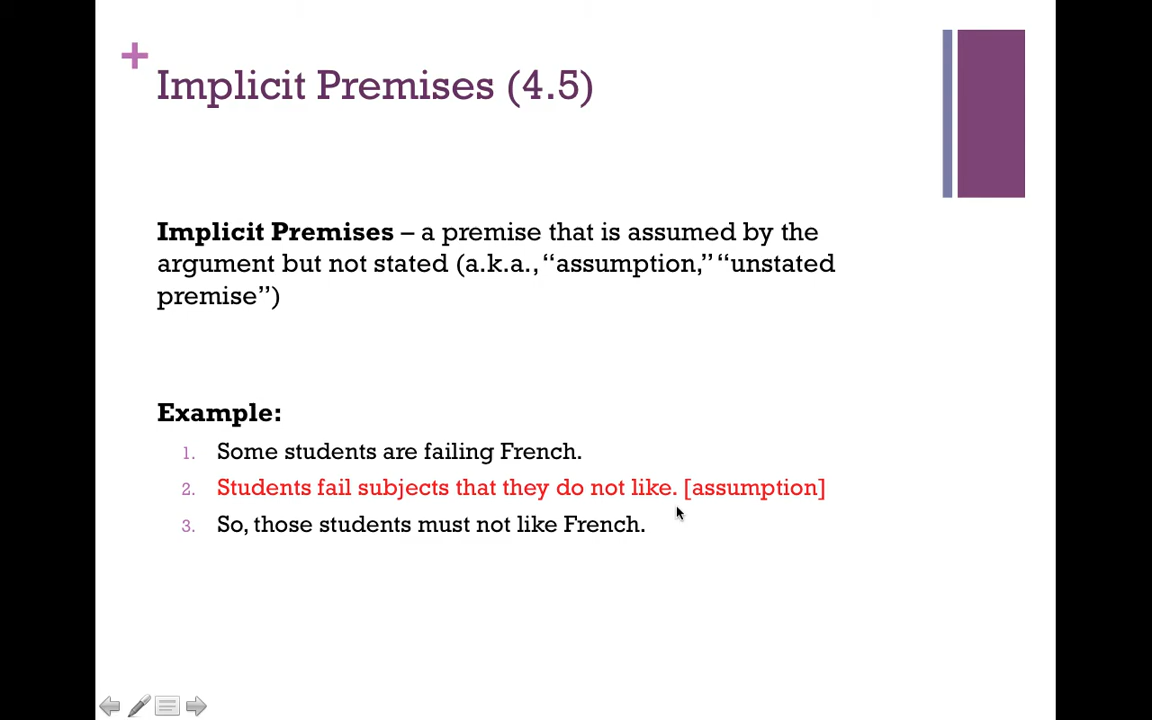 +
Implicit Premises (4.5)
Implicit Premises – a premise that is assumed by the
argument but not stated (a.k.a., “assumption,” “unstated
premise”)
Example:
1. Some students are failing French.
2. Students fail subjects that they do not like. [assumption]
3. So, those students must not like French.